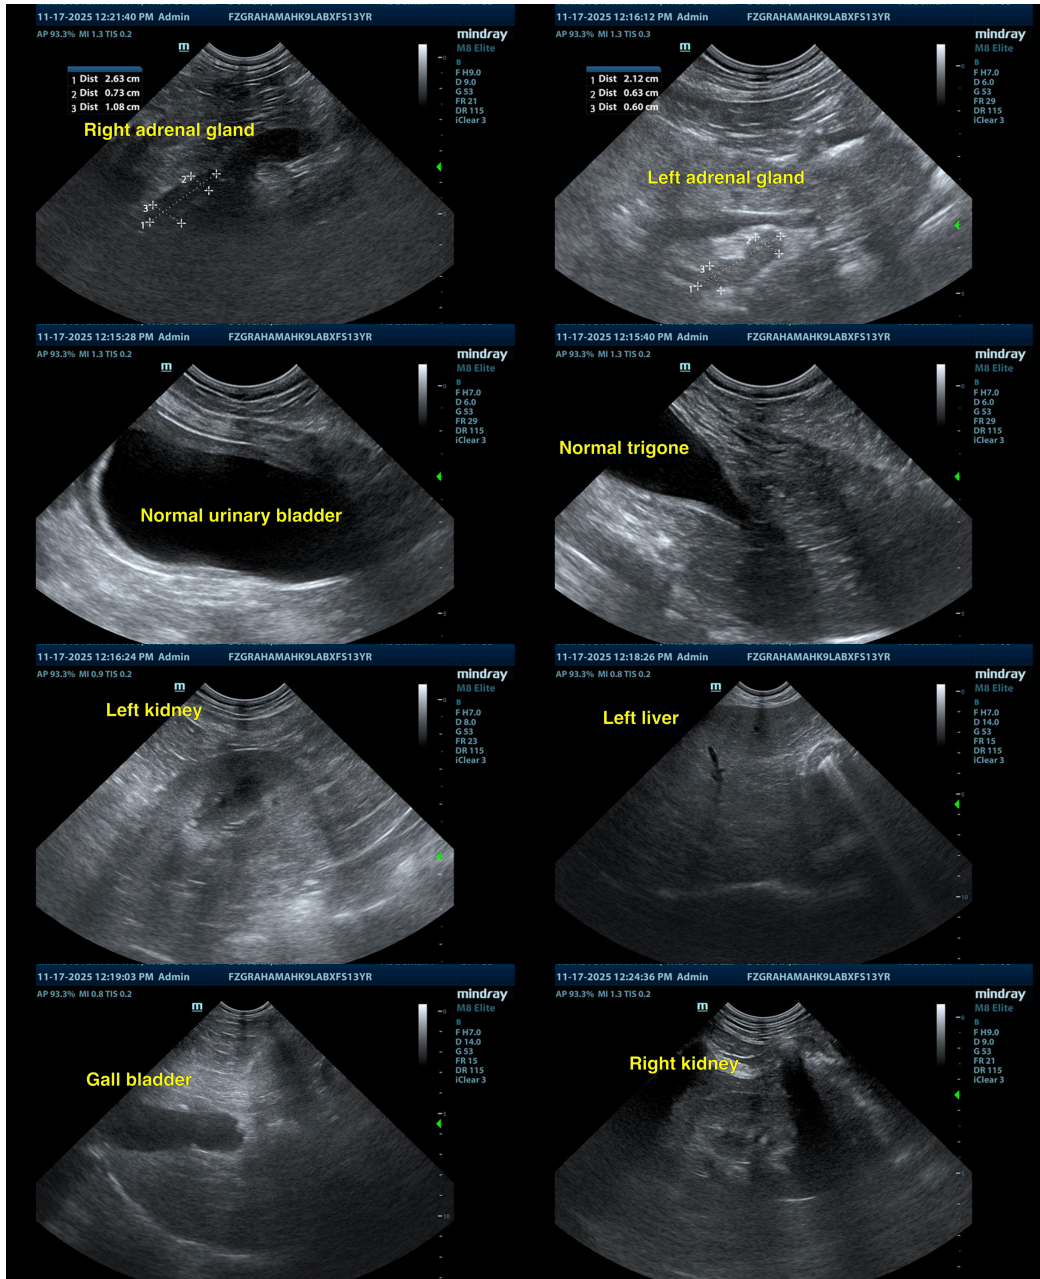 11-17-2025 12:21:40 PM Admin FZGRAHAMAHK9LABXFS13YR
AP 93.3% MI 1.3 TIS 0.2
mindray
M8 Elite
m
B
F H9.0
D 9.0
G 53
FR 21
DR 115
iClear 3
1 Dist 2.63 cm
2 Dist 0.73 cm
3 Dist 1.08 cm
Right adrenal gland
2
3
1
11-17-2025 12:16:12 PM Admin FZGRAHAMAHK9LABXFS13YR
AP 93.3% MI 1.3 TIS 0.3
mindray
M8 Elite
m
B
F H7.0
D 6.0
G 53
FR 29
DR 115
iClear 3
1 Dist 2.12 cm
2 Dist 0.63 cm
3 Dist 0.60 cm
Left adrenal gland
2
3
1
11-17-2025 12:15:28 PM Admin FZGRAHAMAHK9LABXFS13YR
AP 93.3% MI 1.3 TIS 0.2
mindray
M8 Elite
m
B
F H7.0
D 6.0
G 53
FR 29
DR 115
iClear 3
Normal urinary bladder
11-17-2025 12:15:40 PM Admin FZGRAHAMAHK9LABXFS13YR
AP 93.3% MI 1.3 TIS 0.2
mindray
M8 Elite
m
B
F H7.0
D 6.0
G 53
FR 29
DR 115
iClear 3
Normal trigone
11-17-2025 12:16:24 PM Admin FZGRAHAMAHK9LABXFS13YR
AP 93.3% MI 0.9 TIS 0.2
mindray
M8 Elite
m
B
F H7.0
D 8.0
G 53
FR 23
DR 115
iClear 3
Left kidney
11-17-2025 12:18:26 PM Admin FZGRAHAMAHK9LABXFS13YR
AP 93.3% MI 0.8 TIS 0.2
mindray
M8 Elite
m
B
F H7.0
D 14.0
G 53
FR 15
DR 115
iClear 3
Left liver
10
11-17-2025 12:19:03 PM Admin FZGRAHAMAHK9LABXFS13YR
AP 93.3% MI 0.8 TIS 0.2
mindray
M8 Elite
m
B
F H7.0
D 14.0
G 53
FR 15
DR 115
iClear 3
Gall bladder
10
11-17-2025 12:24:36 PM Admin FZGRAHAMAHK9LABXFS13YR
AP 93.3% MI 1.3 TIS 0.2
mindray
M8 Elite
m
B
F H9.0
D 9.0
G 53
FR 21
DR 115
iClear 3
Right kidney